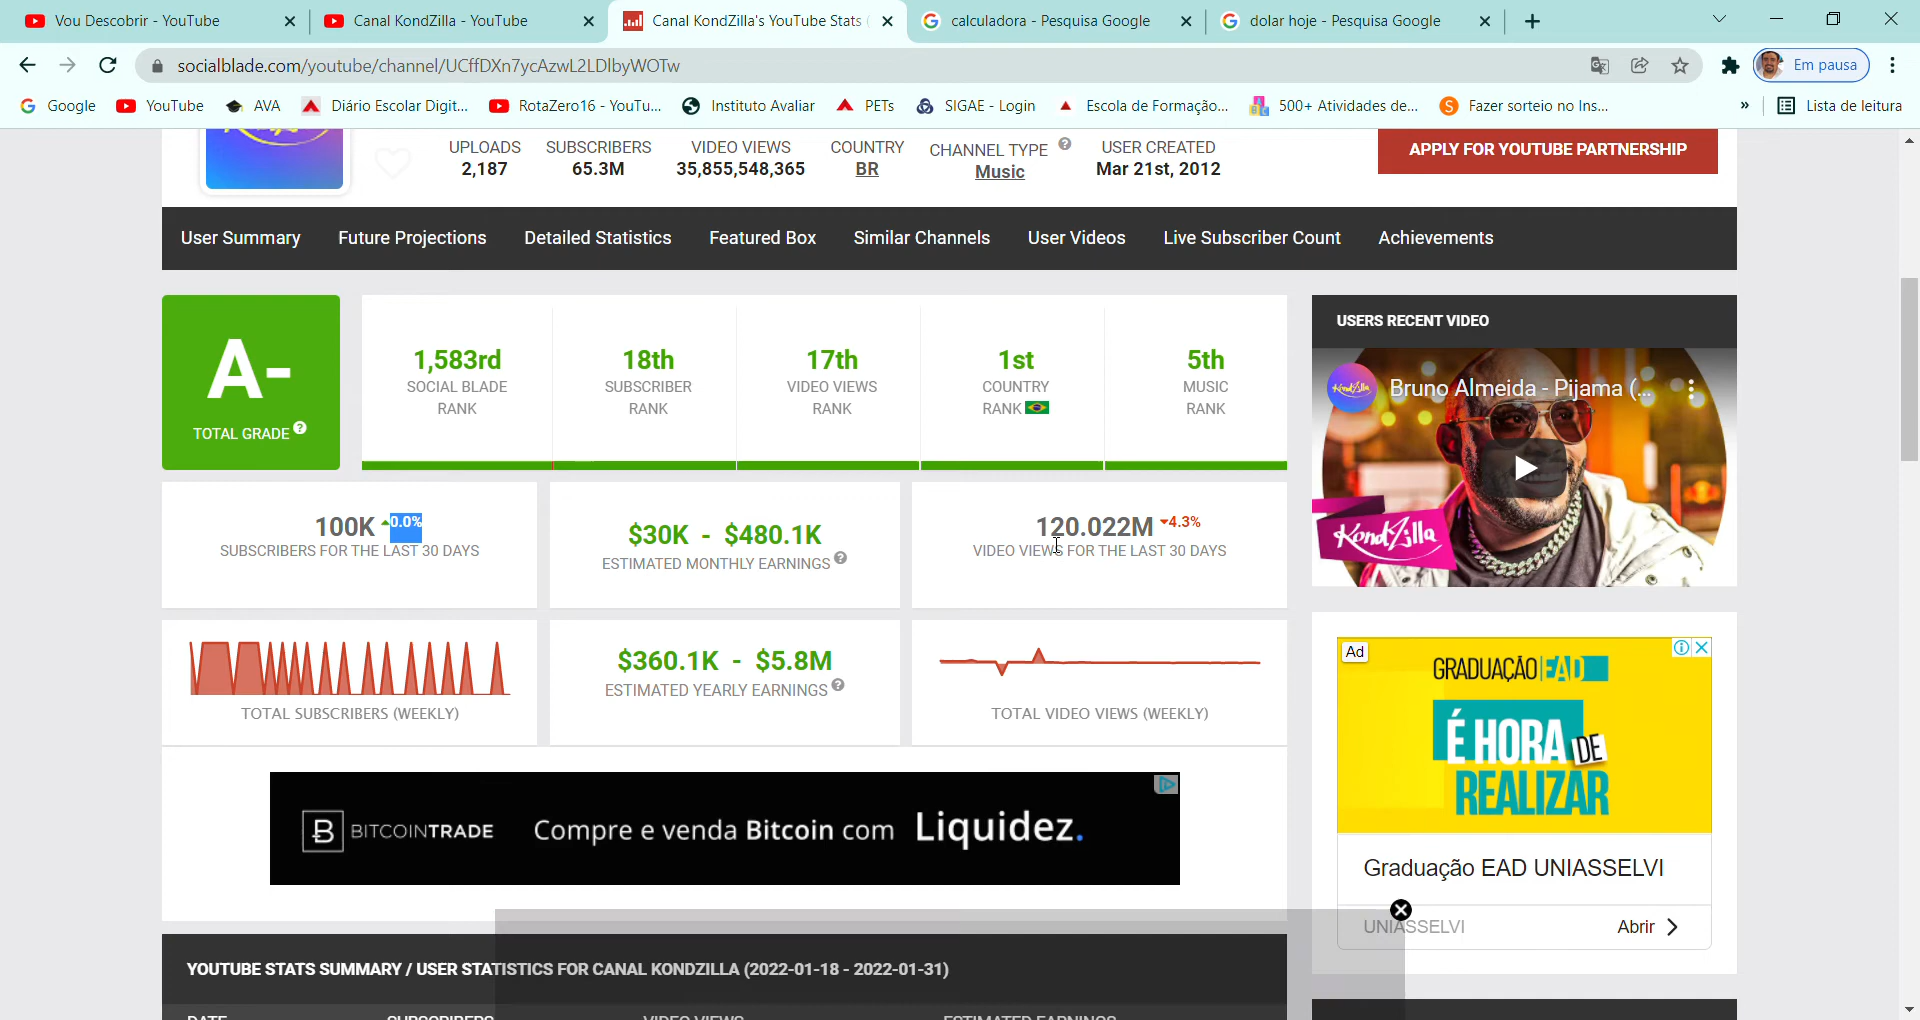 Vou Descobrir - YouTube
Canal KondZilla - YouTube
Canal KondZilla's YouTube Stats
calculadora - Pesquisa Google
dolar hoje - Pesquisa Google
socialblade.com/youtube/channel/UCffDXn7ycAzwL2LDlbyWOTw
Em pausa
Google
YouTube
AVA
Diário Escolar Digit...
RotaZero16 - YouTu...
Instituto Avaliar
PETs
SIGAE - Login
Escola de Formação...
500+ Atividades de...
Fazer sorteio no Ins...
»
Lista de leitura
UPLOADS
2,187
SUBSCRIBERS
65.3M
VIDEO VIEWS
35,855,548,365
COUNTRY
BR
CHANNEL TYPE
Music
USER CREATED
Mar 21st, 2012
APPLY FOR YOUTUBE PARTNERSHIP
User Summary
Future Projections
Detailed Statistics
Featured Box
Similar Channels
User Videos
Live Subscriber Count
Achievements
A-
TOTAL GRADE
1,583rd
SOCIAL BLADE
RANK
18th
SUBSCRIBER
RANK
17th
VIDEO VIEWS
RANK
1st
COUNTRY
RANK
5th
MUSIC
RANK
USERS RECENT VIDEO
KondZilla
Bruno Almeida - Pijama (...
KondZilla
100K 0.0%
SUBSCRIBERS FOR THE LAST 30 DAYS
$30K - $480.1K
ESTIMATED MONTHLY EARNINGS
120.022M 4.3%
VIDEO VIEWS FOR THE LAST 30 DAYS
TOTAL SUBSCRIBERS (WEEKLY)
$360.1K - $5.8M
ESTIMATED YEARLY EARNINGS
TOTAL VIDEO VIEWS (WEEKLY)
BITCOINTRADE
Compre e venda Bitcoin com Liquidez.
Ad
GRADUAÇÃO EAD
É HORA DE
REALIZAR
Graduação EAD UNIASSELVI
UNIASSELVI
Abrir
YOUTUBE STATS SUMMARY / USER STATISTICS FOR CANAL KONDZILLA (2022-01-18 - 2022-01-31)
DATE
SUBSCRIBERS
VIDEO VIEWS
ESTIMATED EARNINGS